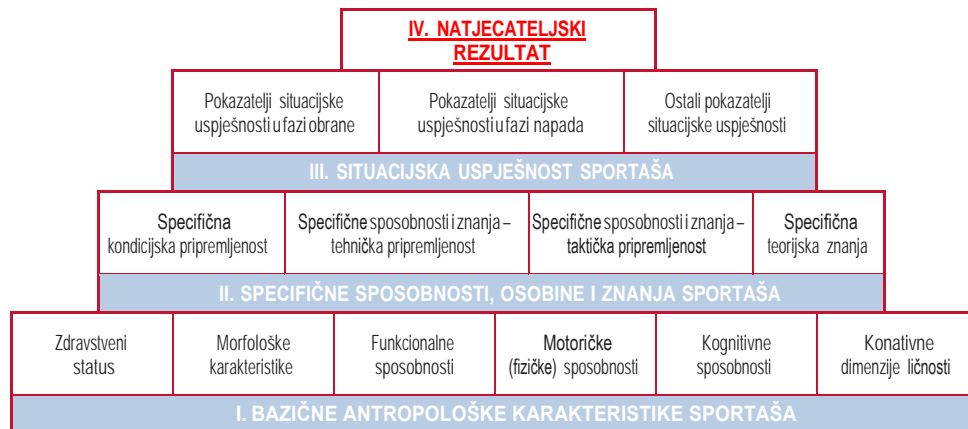 IV. NATJECATELJSKI
REZULTAT
Pokazatelji situacijske
uspješnosti u fazi obrane
Pokazatelji situacijske
uspješnosti u fazi napada
Ostali pokazatelji
situacijske uspješnosti
III. SITUACIJSKA USPJEŠNOST SPORTAŠA
Specifična
kondicijska pripremljenost
Specifične sposobnosti i znanja –
tehnička pripremljenost
Specifične sposobnosti i znanja –
taktička pripremljenost
Specifična
teorijska znanja
II. SPECIFIČNE SPOSOBNOSTI, OSOBINE I ZNANJA SPORTAŠA
Zdravstveni
status
Morfološke
karakteristike
Funkcionalne
sposobnosti
Motoričke
(fizičke) sposobnosti
Kognitivne
sposobnosti
Konativne
dimenzije ličnosti
I. BAZIČNE ANTROPOLOŠKE KARAKTERISTIKE SPORTAŠA